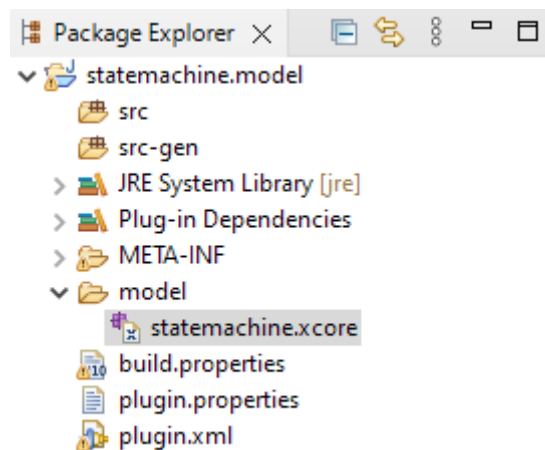 Package Explorer
statemachine.model
src
src-gen
JRE System Library [jre]
Plug-in Dependencies
META-INF
model
statemachine.xcore
build.properties
plugin.properties
plugin.xml